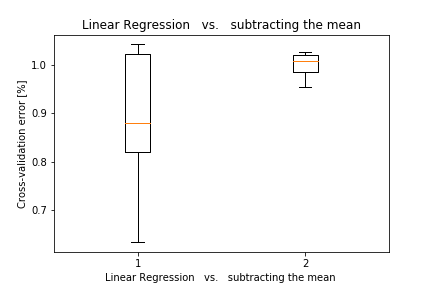 Linear Regression   vs.   subtracting the mean
Cross-validation error [%]
1.0
0.9
0.8
0.7
1
2
Linear Regression   vs.   subtracting the mean